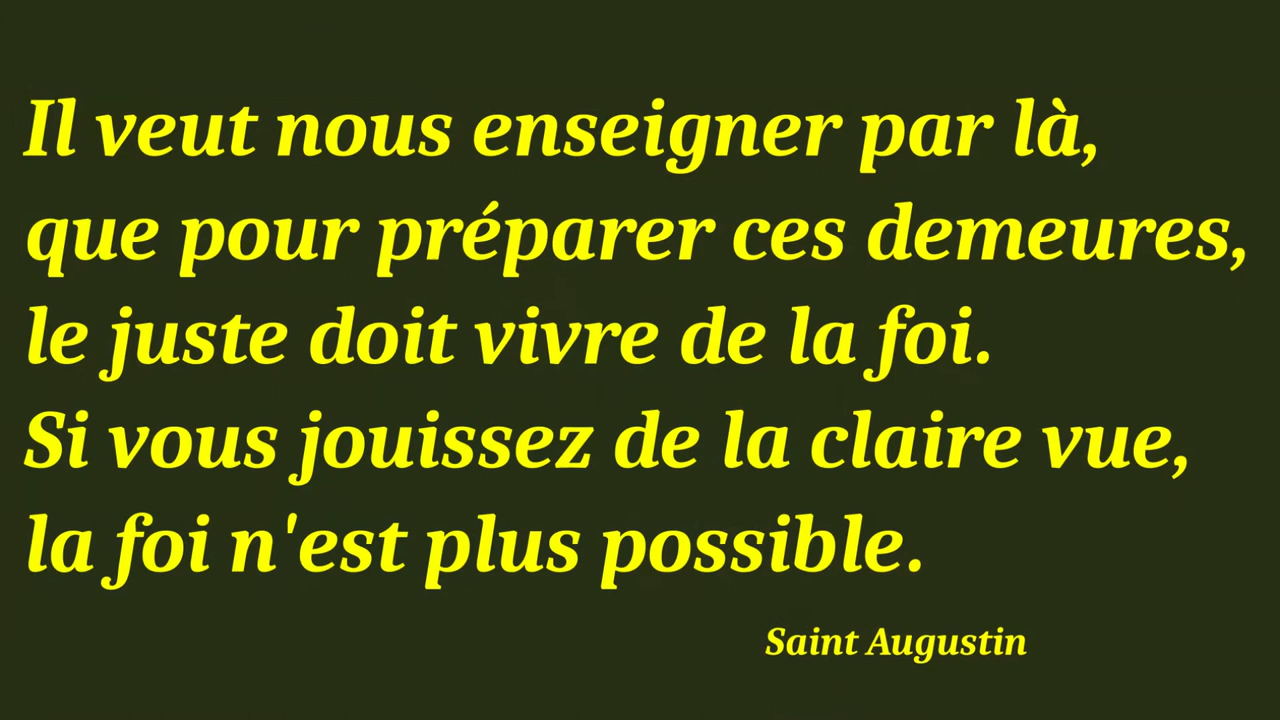 Il veut nous enseigner par là,
que pour préparer ces demeures,
le juste doit vivre de la foi.
Si vous jouissez de la claire vue,
la foi n'est plus possible.
Saint Augustin